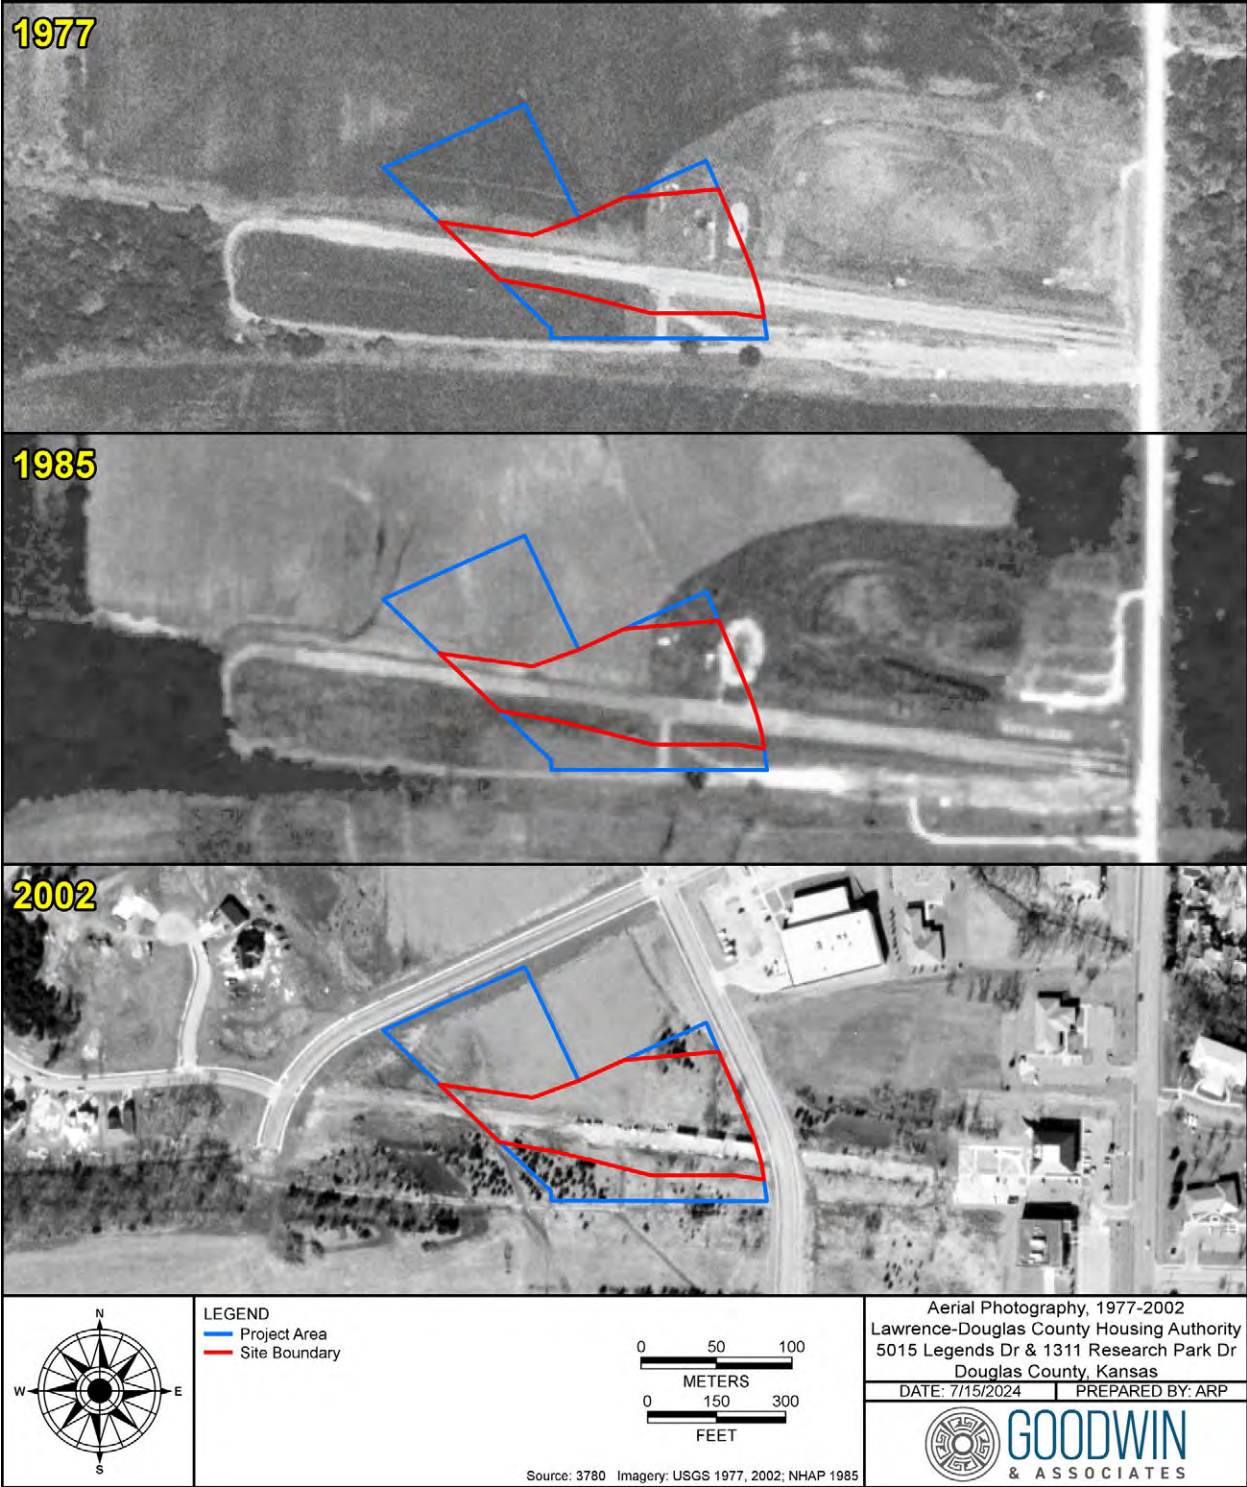 1977
1985
2002
N
W
E
S
LEGEND
Project Area
Site Boundary
0 50 100
METERS
0 150 300
FEET
Source: 3780 Imagery: USGS 1977, 2002; NHAP 1985
Aerial Photography, 1977-2002
Lawrence-Douglas County Housing Authority
5015 Legends Dr & 1311 Research Park Dr
Douglas County, Kansas
DATE: 7/15/2024 PREPARED BY: ARP
GOODWIN
& ASSOCIATES